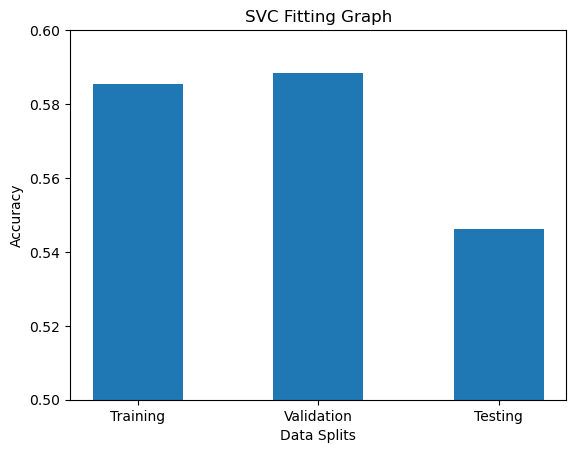 SVC Fitting Graph
0.60
0.58
0.56
0.54
0.52
0.50
Accuracy
Training Validation Testing
Data Splits